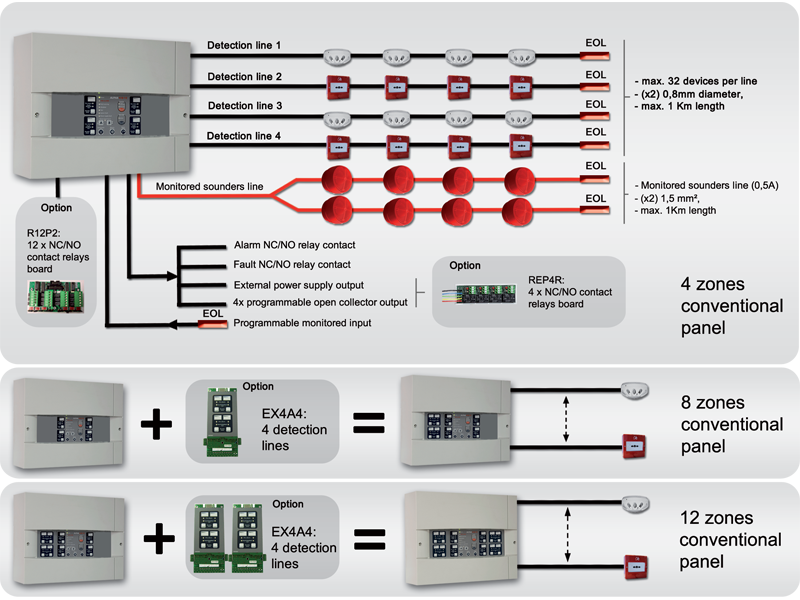 Detection line 1
EOL
Detection line 2
EOL
Detection line 3
EOL
Detection line 4
EOL
- max. 32 devices per line
- (x2) 0,8mm diameter,
- max. 1 Km length
Monitored sounders line
EOL
EOL
- Monitored sounders line (0,5A)
- (x2) 1,5 mm²,
- max. 1Km length
Option
R12P2:
12 x NC/NO
contact relays
board
Alarm NC/NO relay contact
Fault NC/NO relay contact
External power supply output
4x programmable open collector output
EOL
Programmable monitored input
Option
REP4R:
4 x NC/NO contact
relays board
4 zones
conventional
panel
+
Option
EX4A4:
4 detection
lines
=
8 zones
conventional
panel
+
Option
EX4A4:
4 detection
lines
=
12 zones
conventional
panel